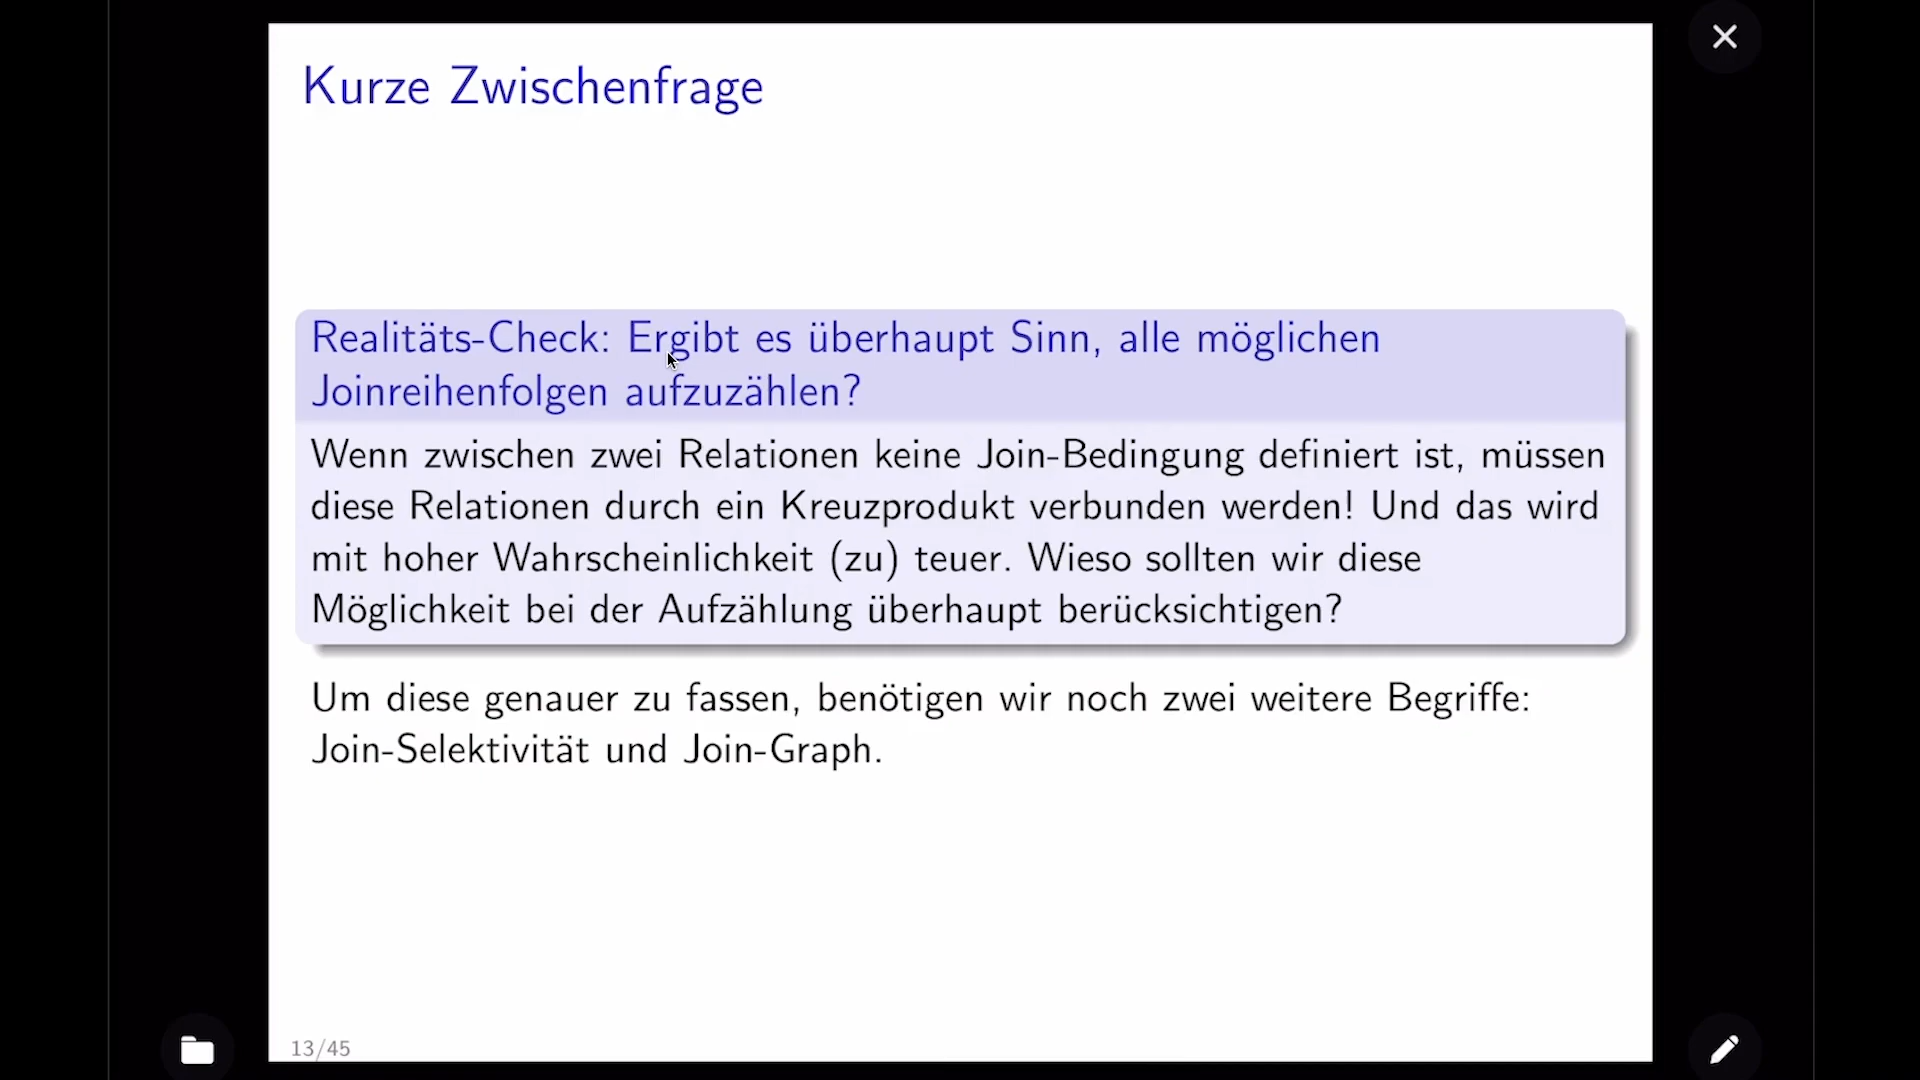 Kurze Zwischenfrage
Realitäts-Check: Ergibt es überhaupt Sinn, alle möglichen
Joinreihenfolgen aufzuzählen?
Wenn zwischen zwei Relationen keine Join-Bedingung definiert ist, müssen
diese Relationen durch ein Kreuzprodukt verbunden werden! Und das wird
mit hoher Wahrscheinlichkeit (zu) teuer. Wieso sollten wir diese
Möglichkeit bei der Aufzählung überhaupt berücksichtigen?
Um diese genauer zu fassen, benötigen wir noch zwei weitere Begriffe:
Join-Selektivität und Join-Graph.
13/45